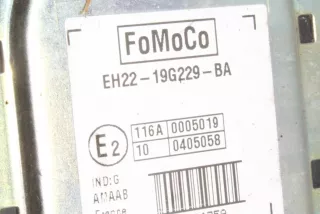 FoMoCo
EH22-19G229-BA
E2
116A 0005019
10 0405058
IND:G
AMAAB